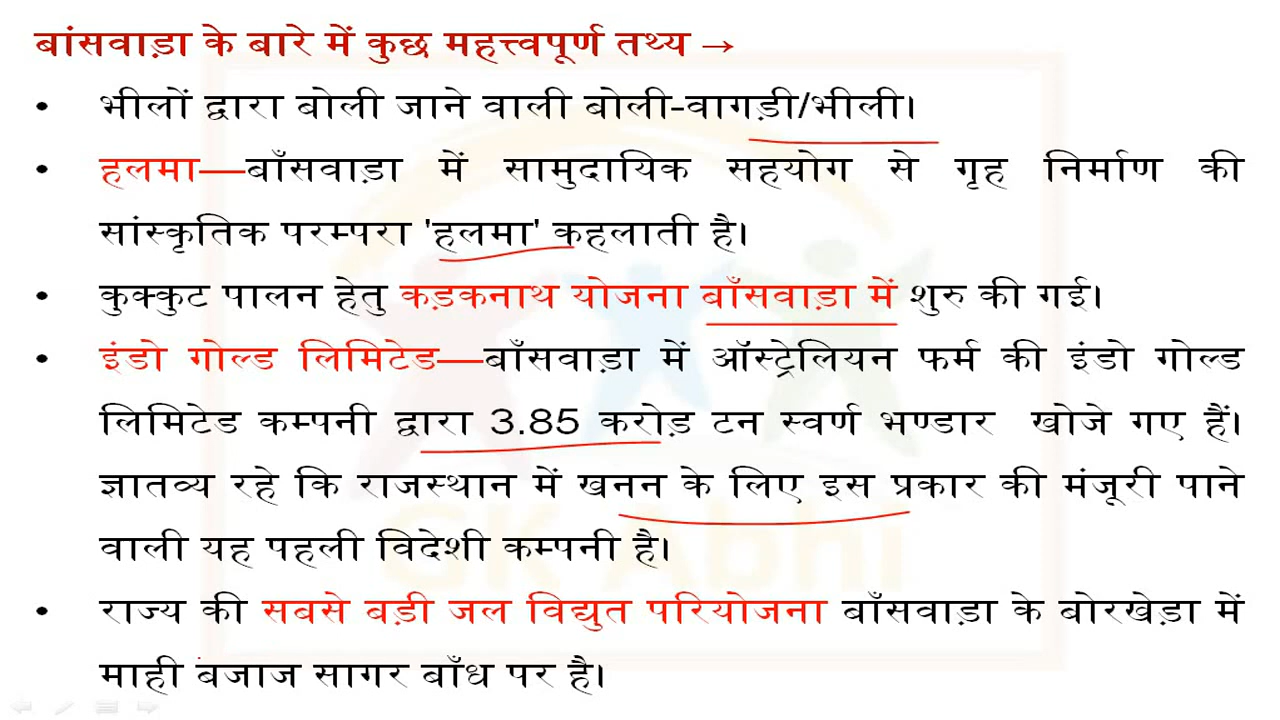 बांसवाड़ा के बारे में कुछ महत्त्वपूर्ण तथ्य →
• भीलों द्वारा बोली जाने वाली बोली-वागड़ी/भीली।
• हलमा—बाँसवाड़ा में सामुदायिक सहयोग से गृह निर्माण की
सांस्कृतिक परम्परा 'हलमा' कहलाती है।
• कुक्कुट पालन हेतु कड़कनाथ योजना बाँसवाड़ा में शुरु की गई।
• इंडो गोल्ड लिमिटेड—बाँसवाड़ा में ऑस्ट्रेलियन फर्म की इंडो गोल्ड
लिमिटेड कम्पनी द्वारा 3.85 करोड़ टन स्वर्ण भण्डार खोजे गए हैं।
ज्ञातव्य रहे कि राजस्थान में खनन के लिए इस प्रकार की मंजूरी पाने
वाली यह पहली विदेशी कम्पनी है।
• राज्य की सबसे बड़ी जल विद्युत परियोजना बाँसवाड़ा के बोरखेड़ा में
माही बजाज सागर बाँध पर है।
GK Abhi